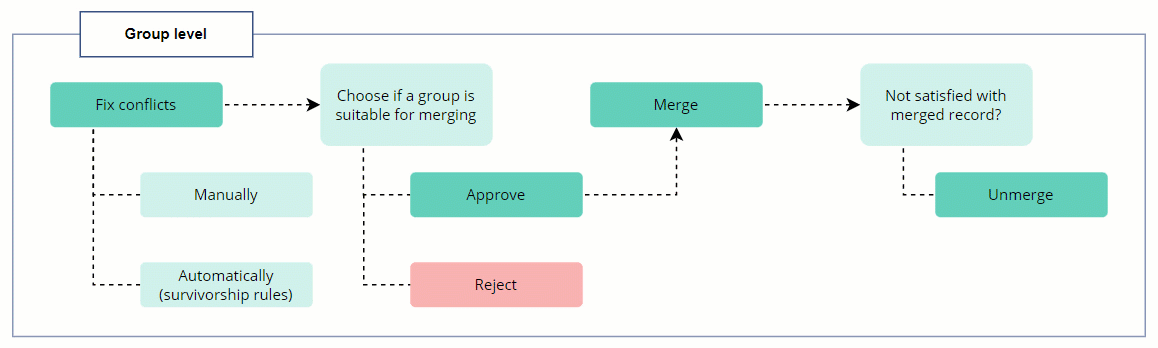 Group level
Fix conflicts
Manually
Automatically
(survivorship rules)
Choose if a group is
suitable for merging
Approve
Reject
Merge
Not satisfied with
merged record?
Unmerge